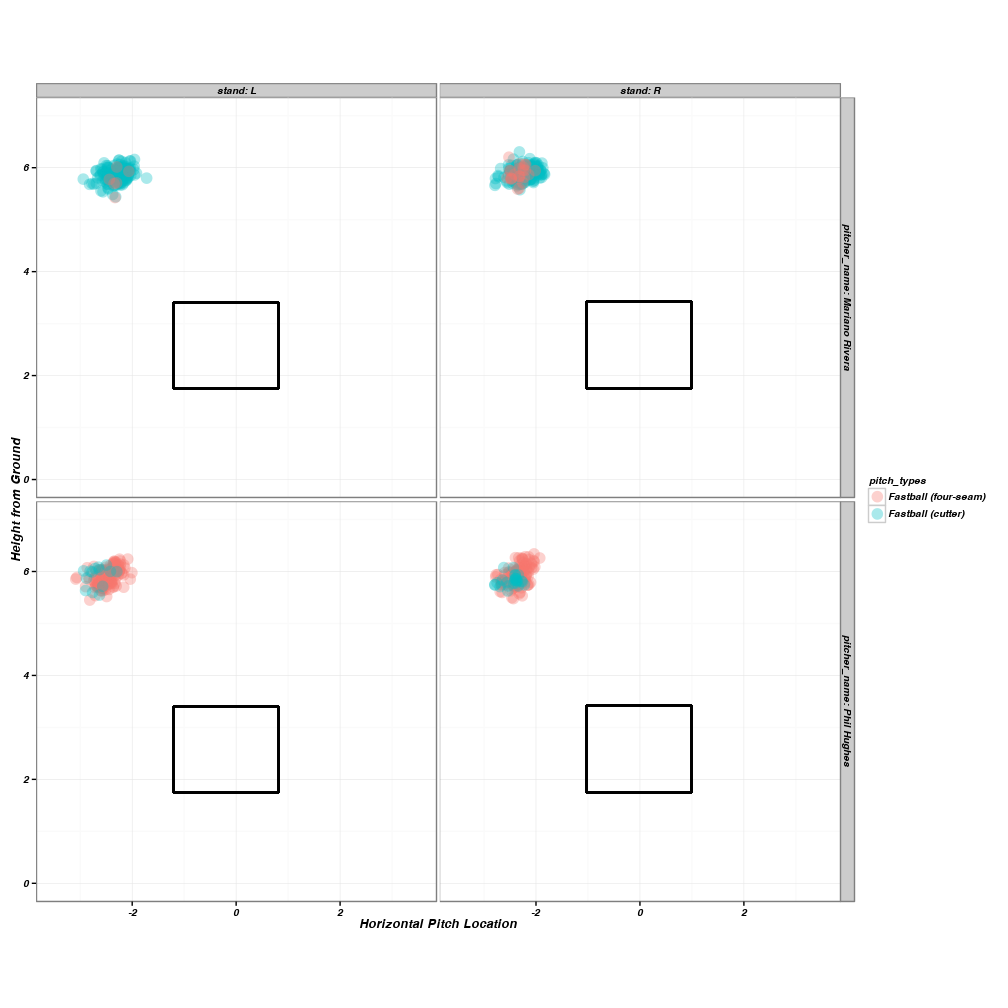 stand: L
stand: R
6
4
2
0
pitcher_name: Mariano Rivera
6
4
2
0
pitcher_name: Phil Hughes
Height from Ground
-2
0
2
-2
0
2
Horizontal Pitch Location
pitch_types
Fastball (four-seam)
Fastball (cutter)